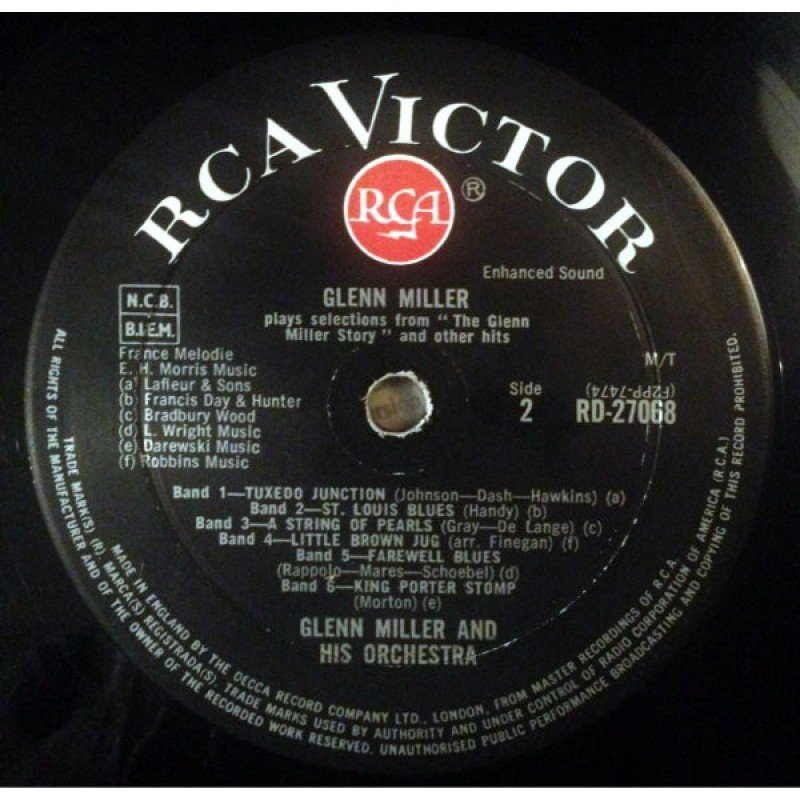 RCA VICTOR
RCA ®
Enhanced Sound
GLENN MILLER
plays selections from "The Glenn
Miller Story" and other hits
N.C.B.
B.I.E.M.
France Melodie
E. H. Morris Music
(a) Lafleur & Sons
(b) Francis Day & Hunter
(c) Bradbury Wood
(d) L. Wright Music
(e) Darewski Music
(f) Robbins Music
M/T
Side
2
(F2PP-7474)
RD-27068
Band 1—TUXEDO JUNCTION (Johnson—Dash—Hawkins) (a)
Band 2—ST. LOUIS BLUES (Handy) (b)
Band 3—A STRING OF PEARLS (Gray—De Lange) (c)
Band 4—LITTLE BROWN JUG (arr. Finegan) (f)
Band 5—FAREWELL BLUES
(Rappolo—Mares—Schoebel) (d)
Band 6—KING PORTER STOMP
(Morton) (e)
GLENN MILLER AND
HIS ORCHESTRA
TRADE MARK(S) (R) MARCA(S) REGISTRADA(S). TRADE MARKS USED BY AUTHORITY AND UNDER CONTROL OF RADIO CORPORATION OF AMERICA (R.C.A.)
MADE IN ENGLAND BY THE DECCA RECORD COMPANY LTD., LONDON, FROM MASTER RECORDINGS OF R.C.A.
ALL RIGHTS OF THE MANUFACTURER AND OF THE OWNER OF THE RECORDED WORK RESERVED. UNAUTHORISED PUBLIC PERFORMANCE BROADCASTING AND COPYING OF THIS RECORD PROHIBITED.